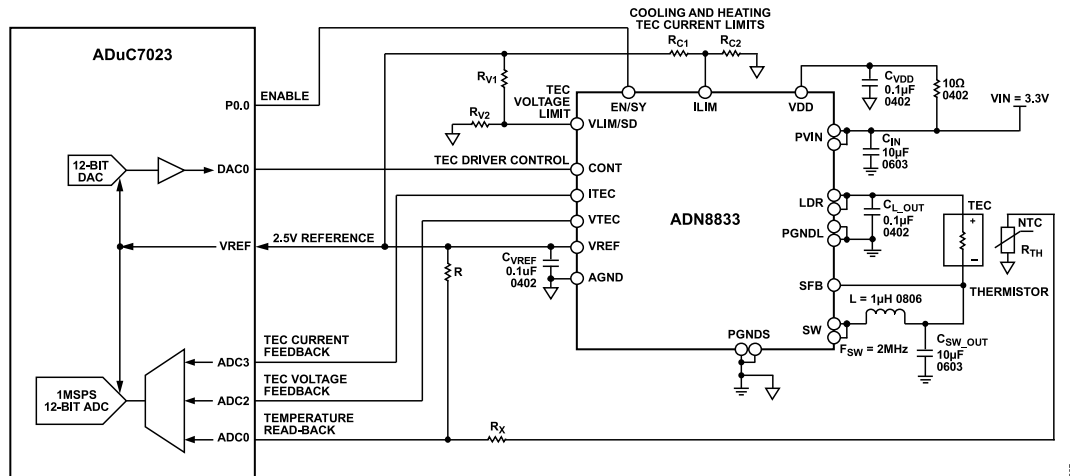 COOLING AND HEATING
TEC CURRENT LIMITS
ADuC7023
RC1
RC2
RV1
RV2
TEC
VOLTAGE
LIMIT
P0.0
ENABLE
EN/SY
ILIM
VDD
CVDD
0.1µF
0402
10Ω
0402
VIN = 3.3V
VLIM/SD
PVIN
CIN
10µF
0603
12-BIT
DAC
DAC0
TEC DRIVER CONTROL
CONT
ITEC
VTEC
ADN8833
LDR
CL_OUT
0.1µF
0402
PGNDL
TEC
+
–
NTC
RTH
THERMISTOR
VREF
2.5V REFERENCE
VREF
R
CVREF
0.1uF
0402
AGND
SFB
L = 1µH 0806
SW
FSW = 2MHz
CSW_OUT
10µF
0603
PGNDS
ADC3
TEC CURRENT
FEEDBACK
1MSPS
12-BIT ADC
ADC2
TEC VOLTAGE
FEEDBACK
ADC0
TEMPERATURE
READ-BACK
RX